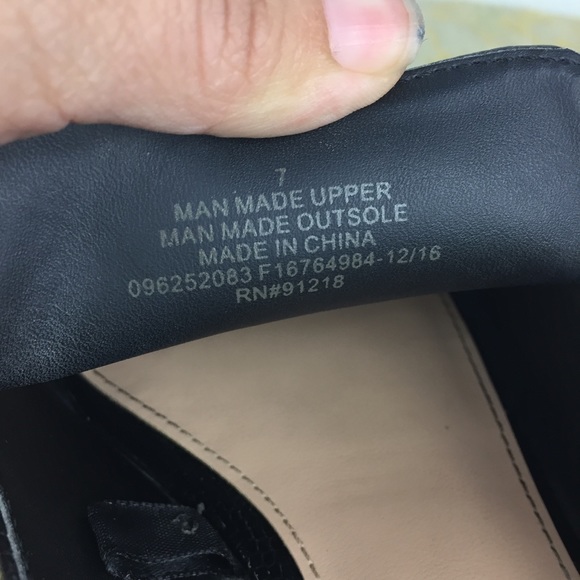 7
MAN MADE UPPER
MAN MADE OUTSOLE
MADE IN CHINA
096252083 F16764984-12/16
RN#91218